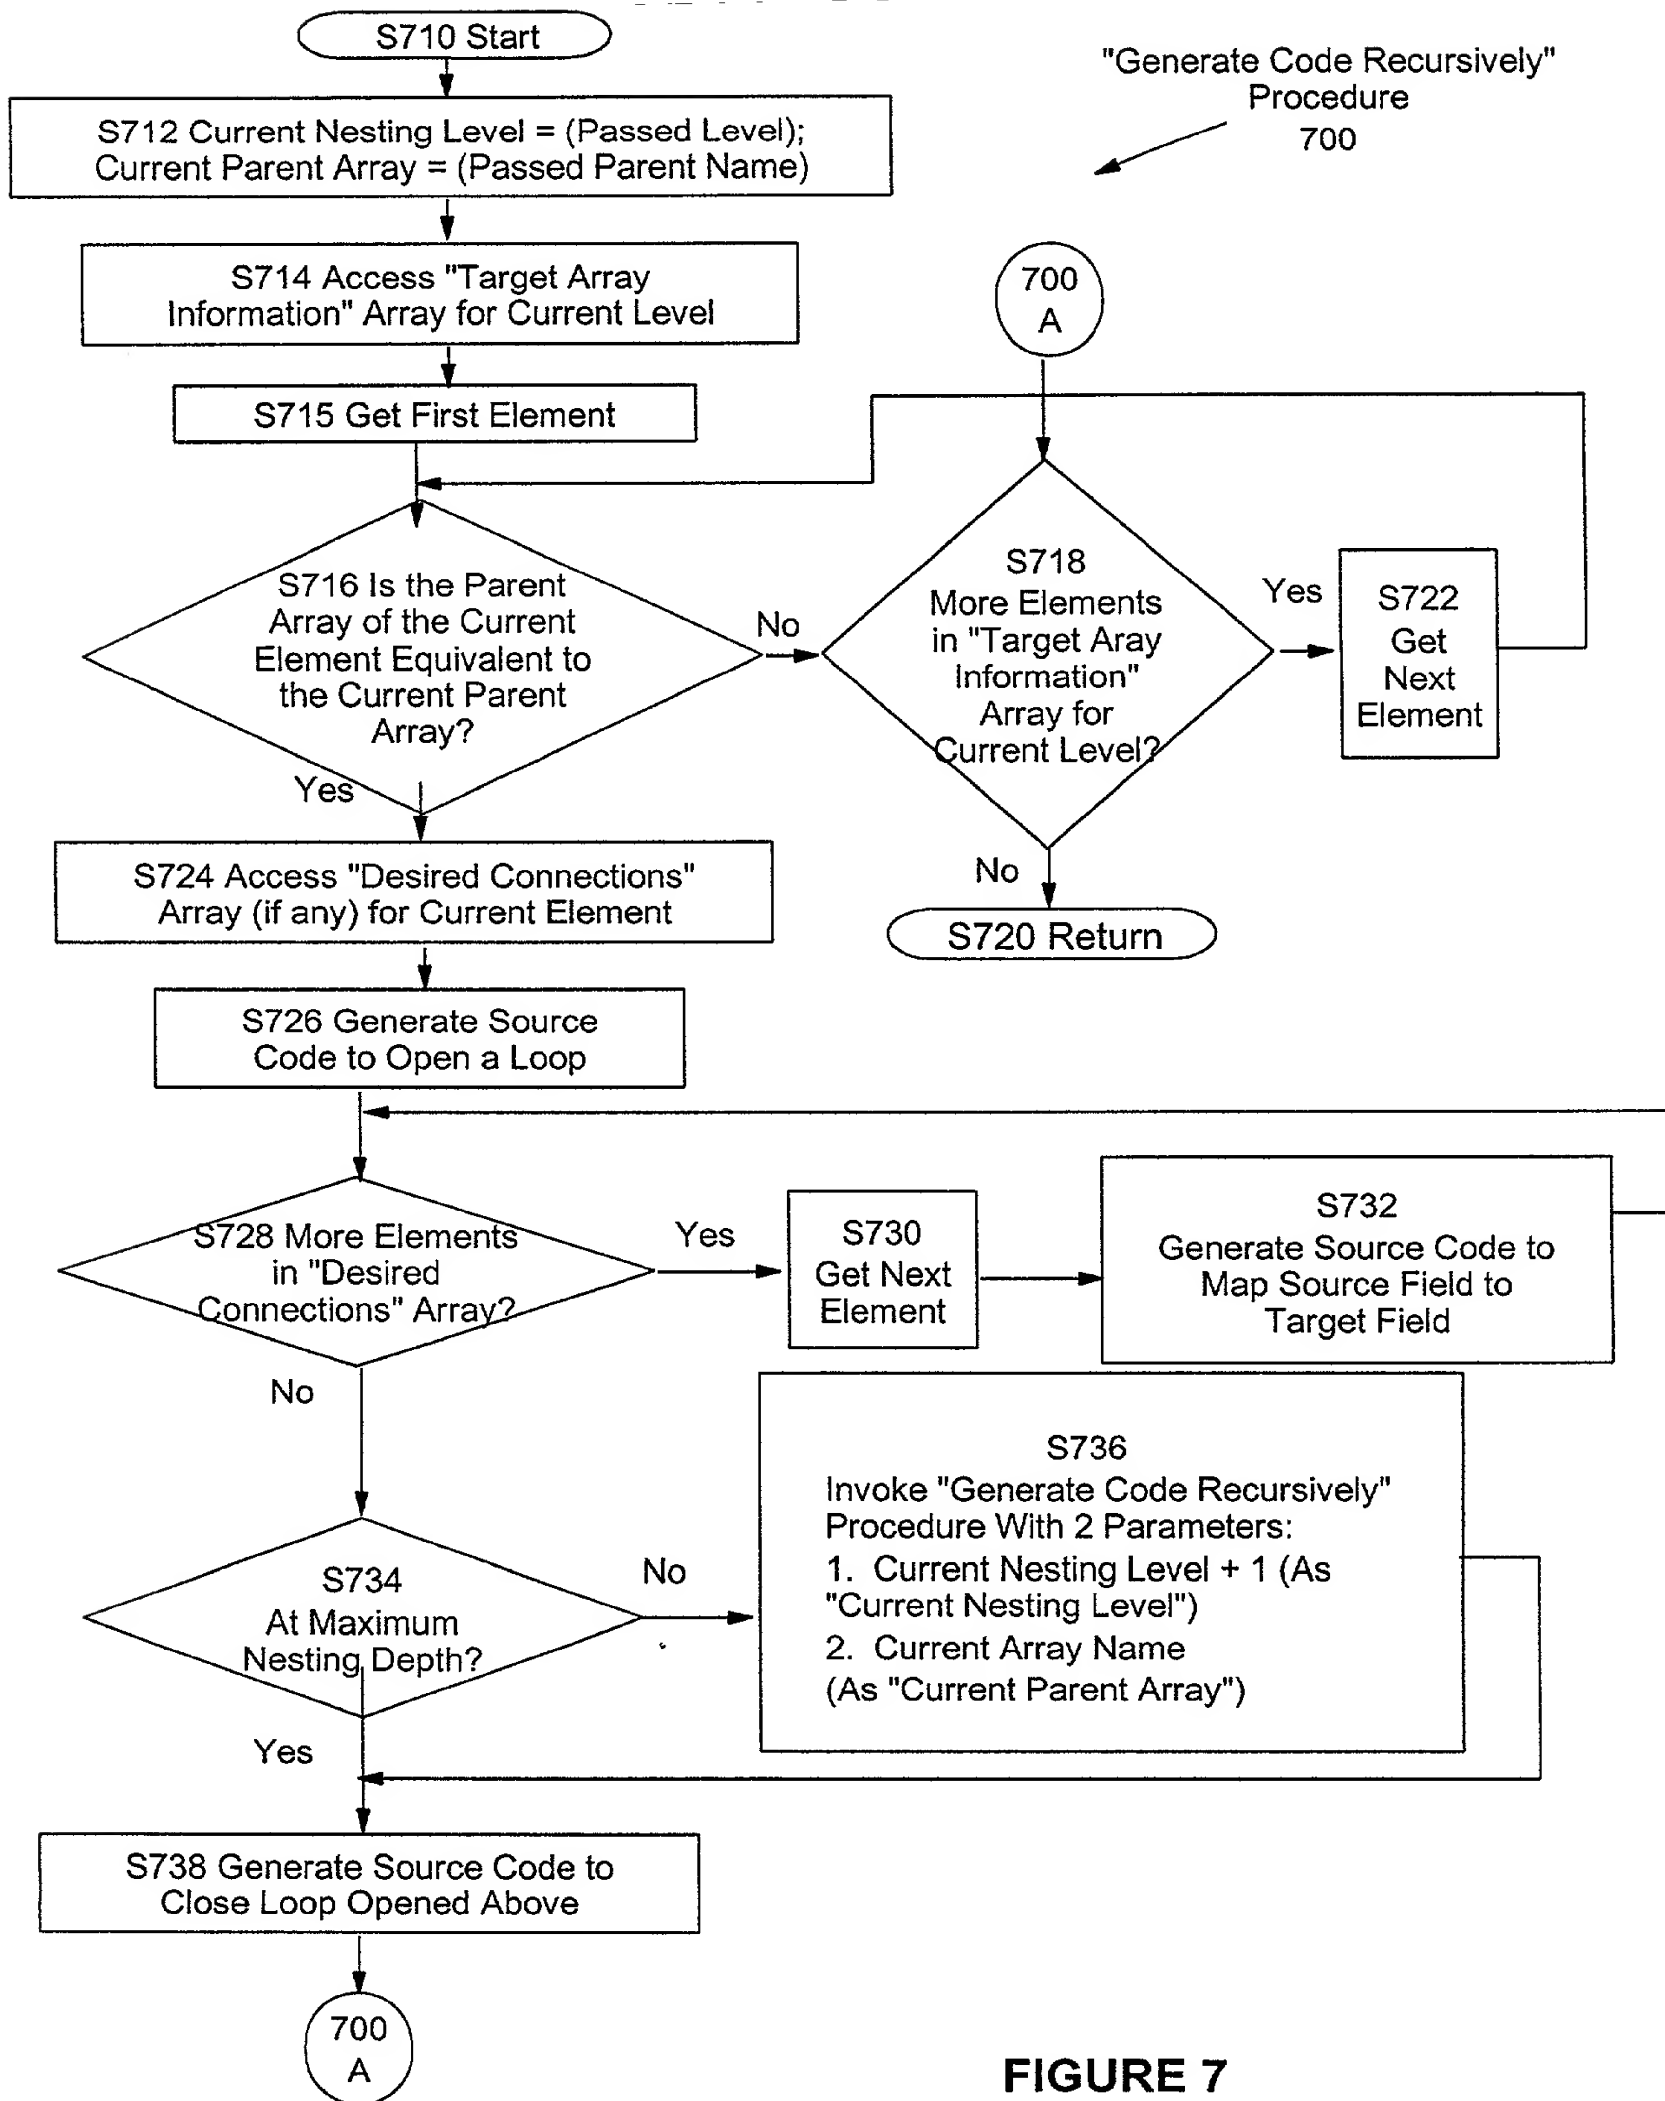 S710 Start
"Generate Code Recursively"
Procedure
700
S712 Current Nesting Level = (Passed Level);
Current Parent Array = (Passed Parent Name)
S714 Access "Target Array
Information" Array for Current Level
700
A
S715 Get First Element
S716 Is the Parent
Array of the Current
Element Equivalent to
the Current Parent
Array?
No
Yes
S718
More Elements
in "Target Aray
Information"
Array for
Current Level?
Yes
No
S722
Get
Next
Element
S720 Return
S724 Access "Desired Connections"
Array (if any) for Current Element
S726 Generate Source
Code to Open a Loop
S728 More Elements
in "Desired
Connections" Array?
Yes
No
S730
Get Next
Element
S732
Generate Source Code to
Map Source Field to
Target Field
S734
At Maximum
Nesting Depth?
No
Yes
S736
Invoke "Generate Code Recursively"
Procedure With 2 Parameters:
1. Current Nesting Level + 1 (As
"Current Nesting Level")
2. Current Array Name
(As "Current Parent Array")
S738 Generate Source Code to
Close Loop Opened Above
700
A
FIGURE 7